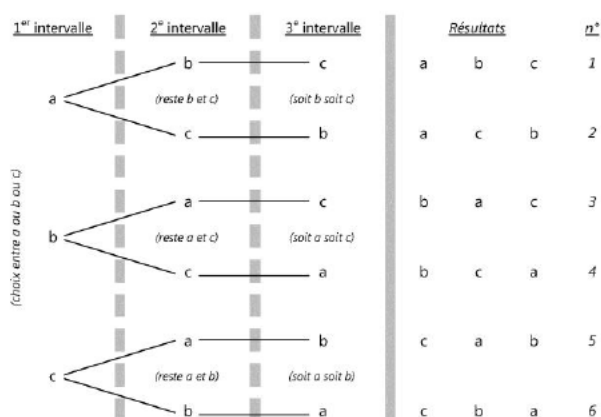 1er intervalle 2e intervalle 3e intervalle Résultats n°
b c a b c 1
a (reste b et c) (soit b soit c)
c b a c b 2
(choix entre a ou b ou c)
a c b a c 3
b (reste a et c) (soit a soit c)
c a b c a 4
a b c a b 5
c (reste a et b) (soit a soit b)
b a c b a 6